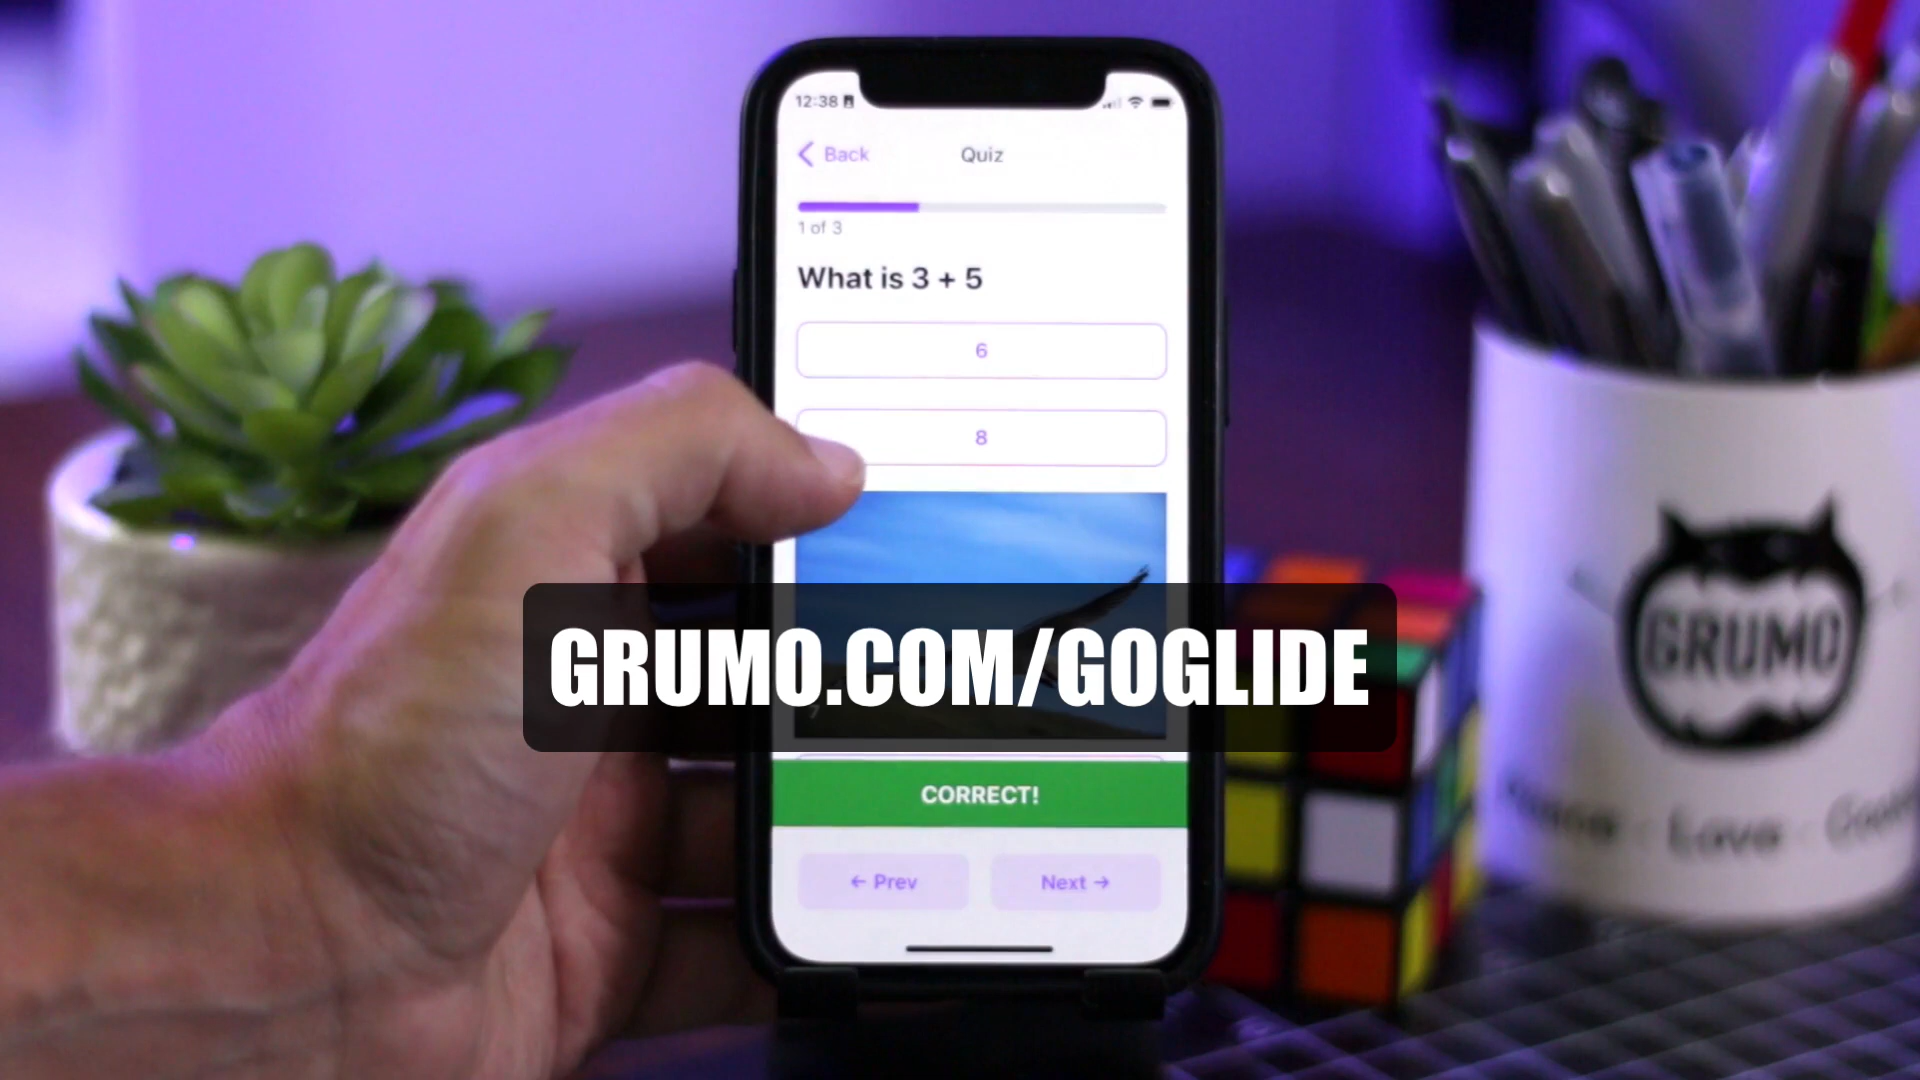 12:38
Back
Quiz
1 of 3
What is 3 + 5
6
8
GRUMO.COM/GOGLIDE
CORRECT!
← Prev
Next →
GRUMO
Love